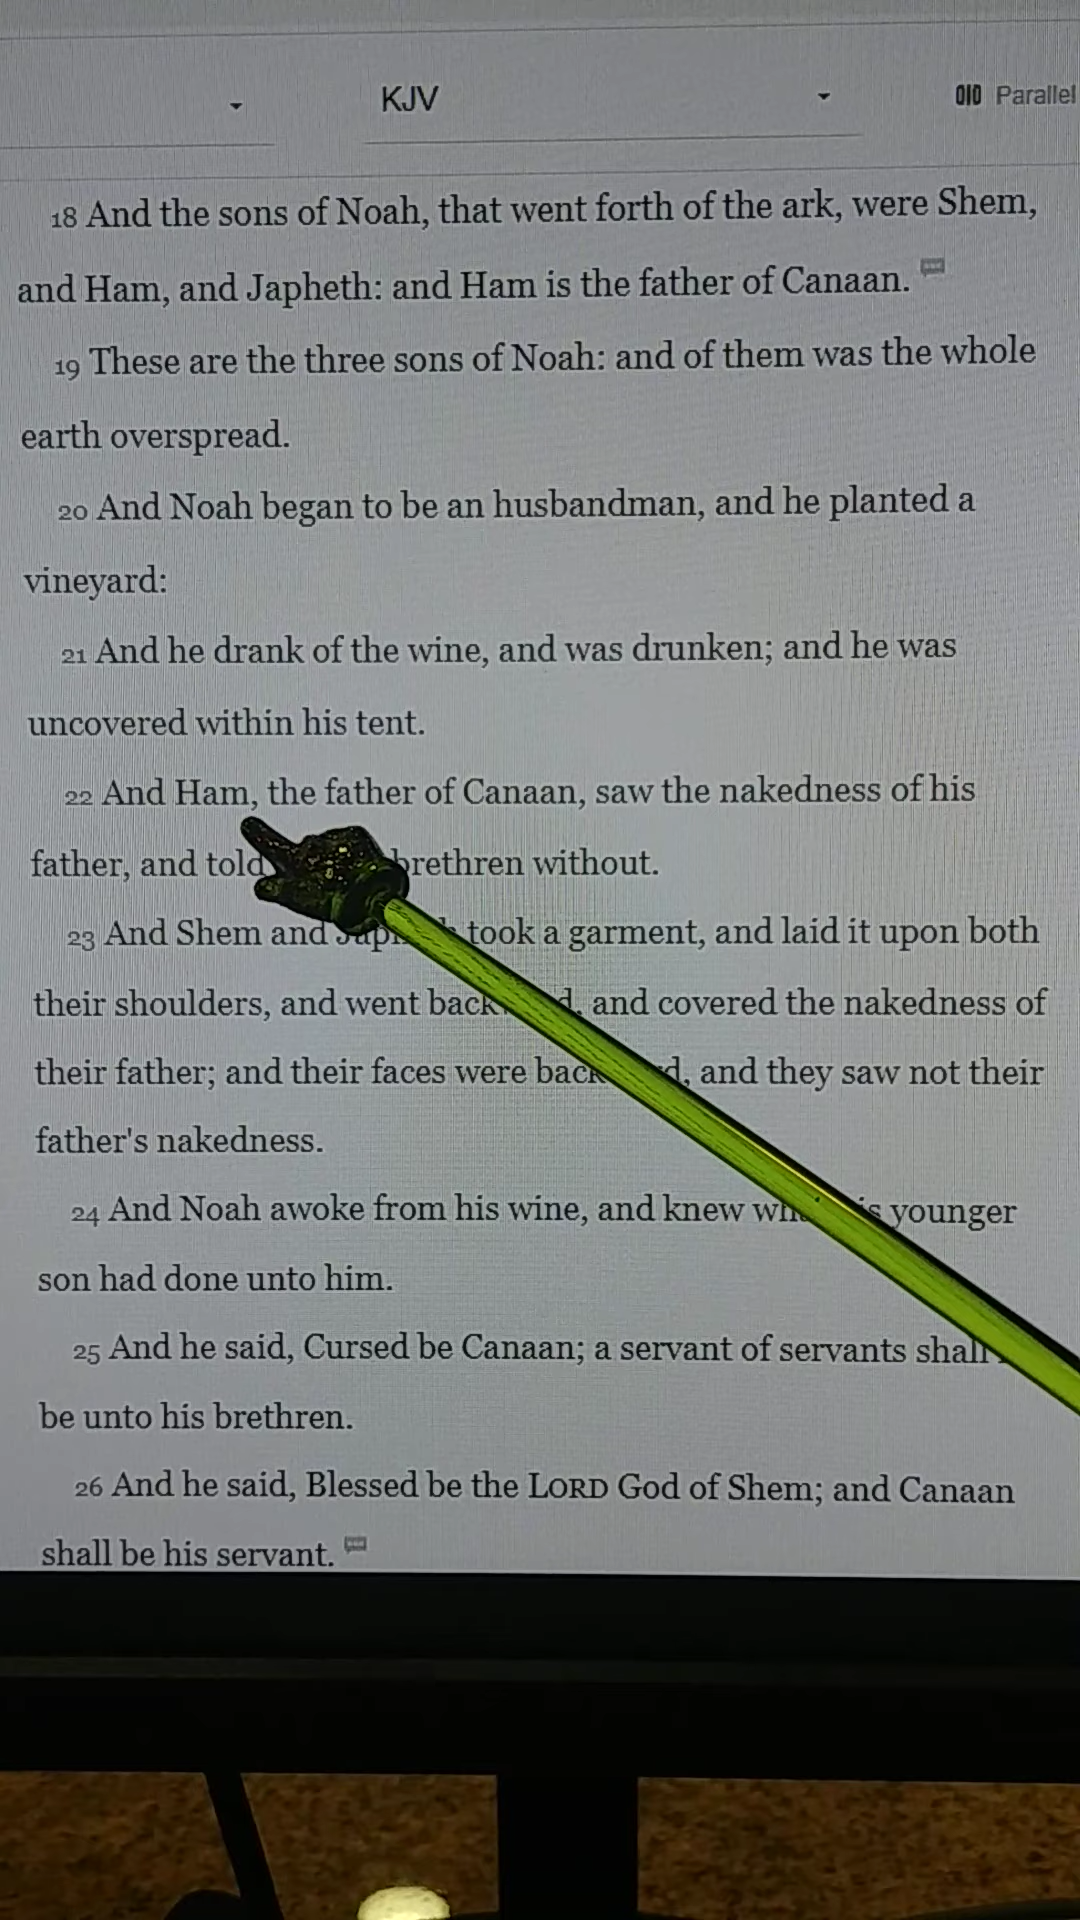 KJV Parallel
18 And the sons of Noah, that went forth of the ark, were Shem,
and Ham, and Japheth: and Ham is the father of Canaan.
19 These are the three sons of Noah: and of them was the whole
earth overspread.
20 And Noah began to be an husbandman, and he planted a
vineyard:
21 And he drank of the wine, and was drunken; and he was
uncovered within his tent.
22 And Ham, the father of Canaan, saw the nakedness of his
father, and told brethren without.
23 And Shem and took a garment, and laid it upon both
their shoulders, and went and covered the nakedness of
their father; and their faces were and they saw not their
father's nakedness.
24 And Noah awoke from his wine, and knew younger
son had done unto him.
25 And he said, Cursed be Canaan; a servant of servants shall
be unto his brethren.
26 And he said, Blessed be the LORD God of Shem; and Canaan
shall be his servant.